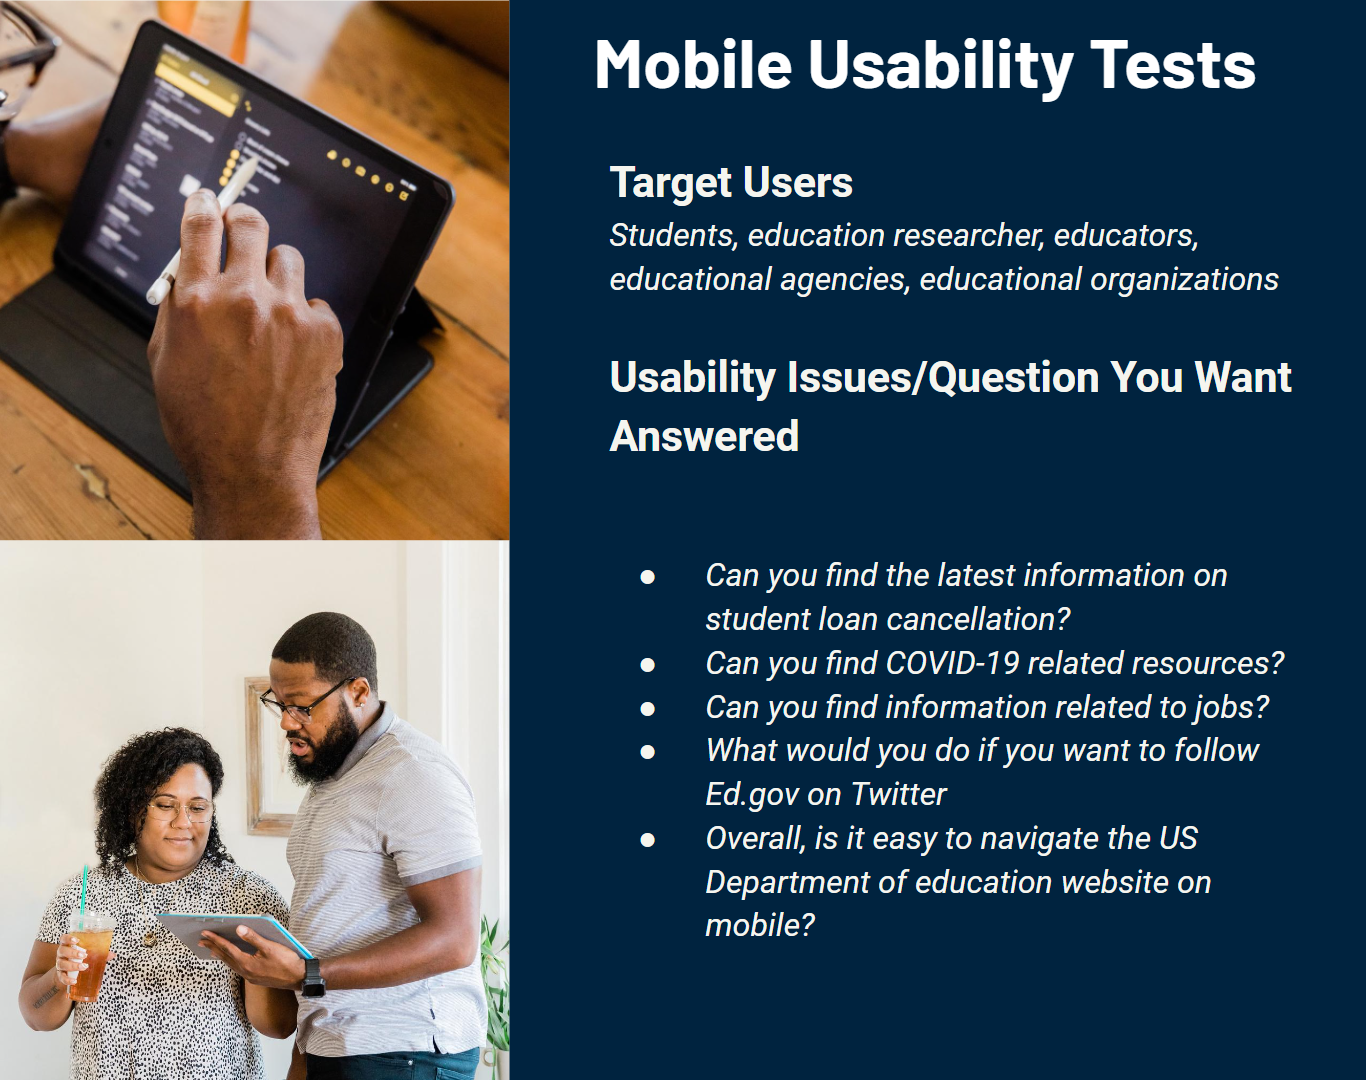 Mobile Usability Tests
Target Users
Students, education researcher, educators,
educational agencies, educational organizations
Usability Issues/Question You Want
Answered
● Can you find the latest information on
student loan cancellation?
● Can you find COVID-19 related resources?
● Can you find information related to jobs?
● What would you do if you want to follow
Ed.gov on Twitter
● Overall, is it easy to navigate the US
Department of education website on
mobile?